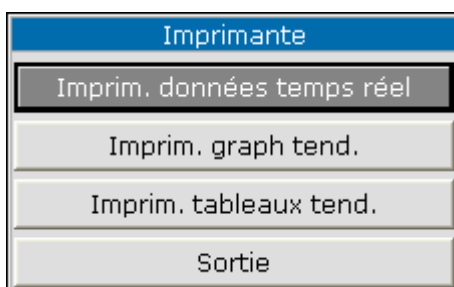 Imprimante
Imprim. données temps réel
Imprim. graph tend.
Imprim. tableaux tend.
Sortie